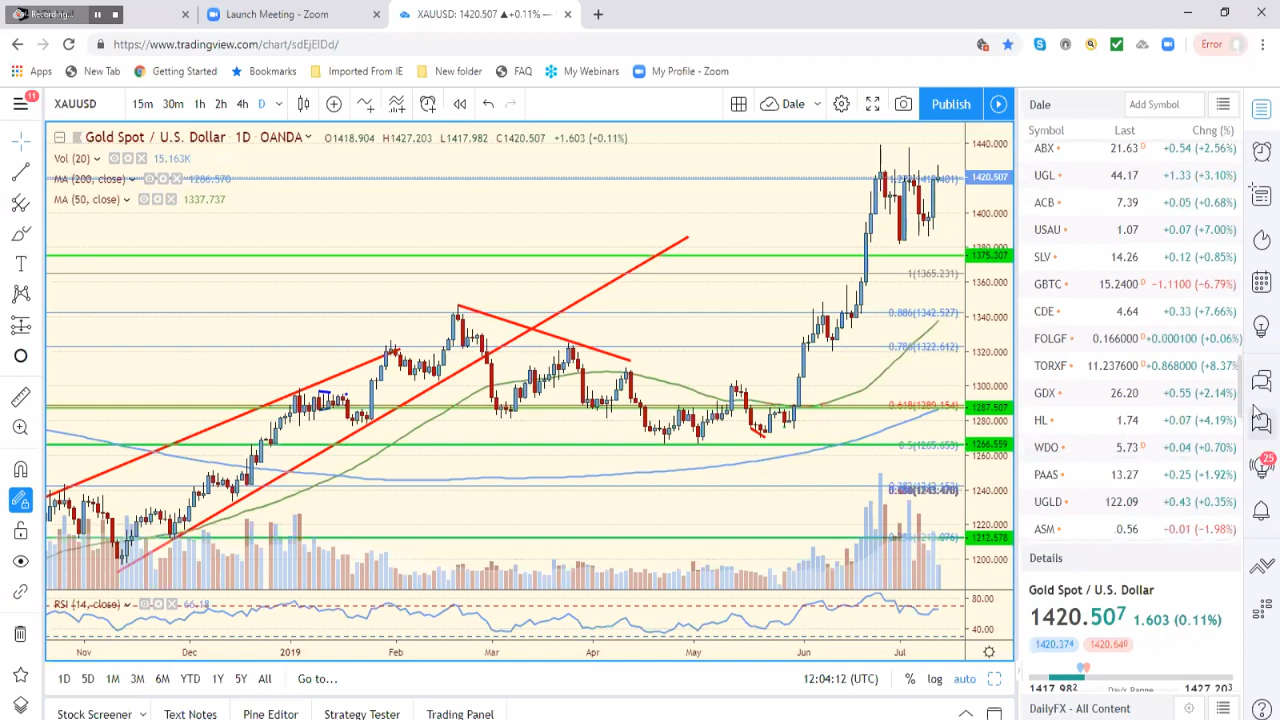 Recording...
Launch Meeting - Zoom
XAUUSD: 1420.507 ▲+0.11% —
https://www.tradingview.com/chart/sdEjElDd/
Error
Apps New Tab Getting Started Bookmarks Imported From IE New folder FAQ My Webinars My Profile - Zoom
11
XAUUSD 15m 30m 1h 2h 4h D Dale Publish
Gold Spot / U.S. Dollar 1D OANDA O1418.904 H1427.203 L1417.982 C1420.507 +1.603 (+0.11%)
Vol (20) 15.163K
MA (200, close) 1286.570
MA (50, close) 1337.737
1440.000
1420.507
1400.000
1380.000
1375.307
1(1365.231)
1360.000
0.886(1342.527)
1340.000
0.786(1322.612)
1320.000
1300.000
0.618(1289.154)
1287.507
1280.000
1266.559
0.5(1265.653)
1260.000
1240.000
1220.000
1212.578
1200.000
RSI (14, close) 66.18
80.00
40.00
Nov Dec 2019 Feb Mar Apr May Jun Jul
1D 5D 1M 3M 6M YTD 1Y 5Y All Go to... 12:04:12 (UTC) % log auto
Stock Screener Text Notes Pine Editor Strategy Tester Trading Panel
Dale Add Symbol
Symbol Last Chng (%)
ABX 21.63 D +0.54 (+2.56%)
UGL 44.17 +1.33 (+3.10%)
ACB 7.39 +0.05 (+0.68%)
USAU 1.07 +0.07 (+7.00%)
SLV 14.26 +0.12 (+0.85%)
GBTC 15.2400 D -1.1100 (-6.79%)
CDE 4.64 +0.33 (+7.66%)
FOLGF 0.166000 D +0.000100 (+0.06%)
TORXF 11.237600 D +0.868000 (+8.37%)
GDX 26.20 +0.55 (+2.14%)
HL 1.74 +0.07 (+4.19%)
WDO 5.73 D +0.04 (+0.70%)
PAAS 13.27 +0.25 (+1.92%)
UGLD 122.09 +0.43 (+0.35%)
ASM 0.56 -0.01 (-1.98%)
25
Details
Gold Spot / U.S. Dollar
1420.507 1.603 (0.11%)
1420.374 1420.640
1417.982 Day's Range 1427.203
DailyFX - All Content